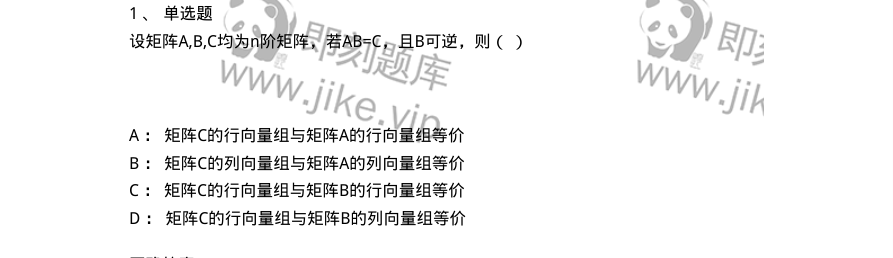 1 、 单选题
设矩阵A,B,C均为n阶矩阵，若AB=C，且B可逆，则（ ）
即刻题库
www.jike.vip
即刻
www.jik
A ： 矩阵C的行向量组与矩阵A的行向量组等价
B ： 矩阵C的列向量组与矩阵A的列向量组等价
C ： 矩阵C的行向量组与矩阵B的行向量组等价
D ： 矩阵C的行向量组与矩阵B的列向量组等价